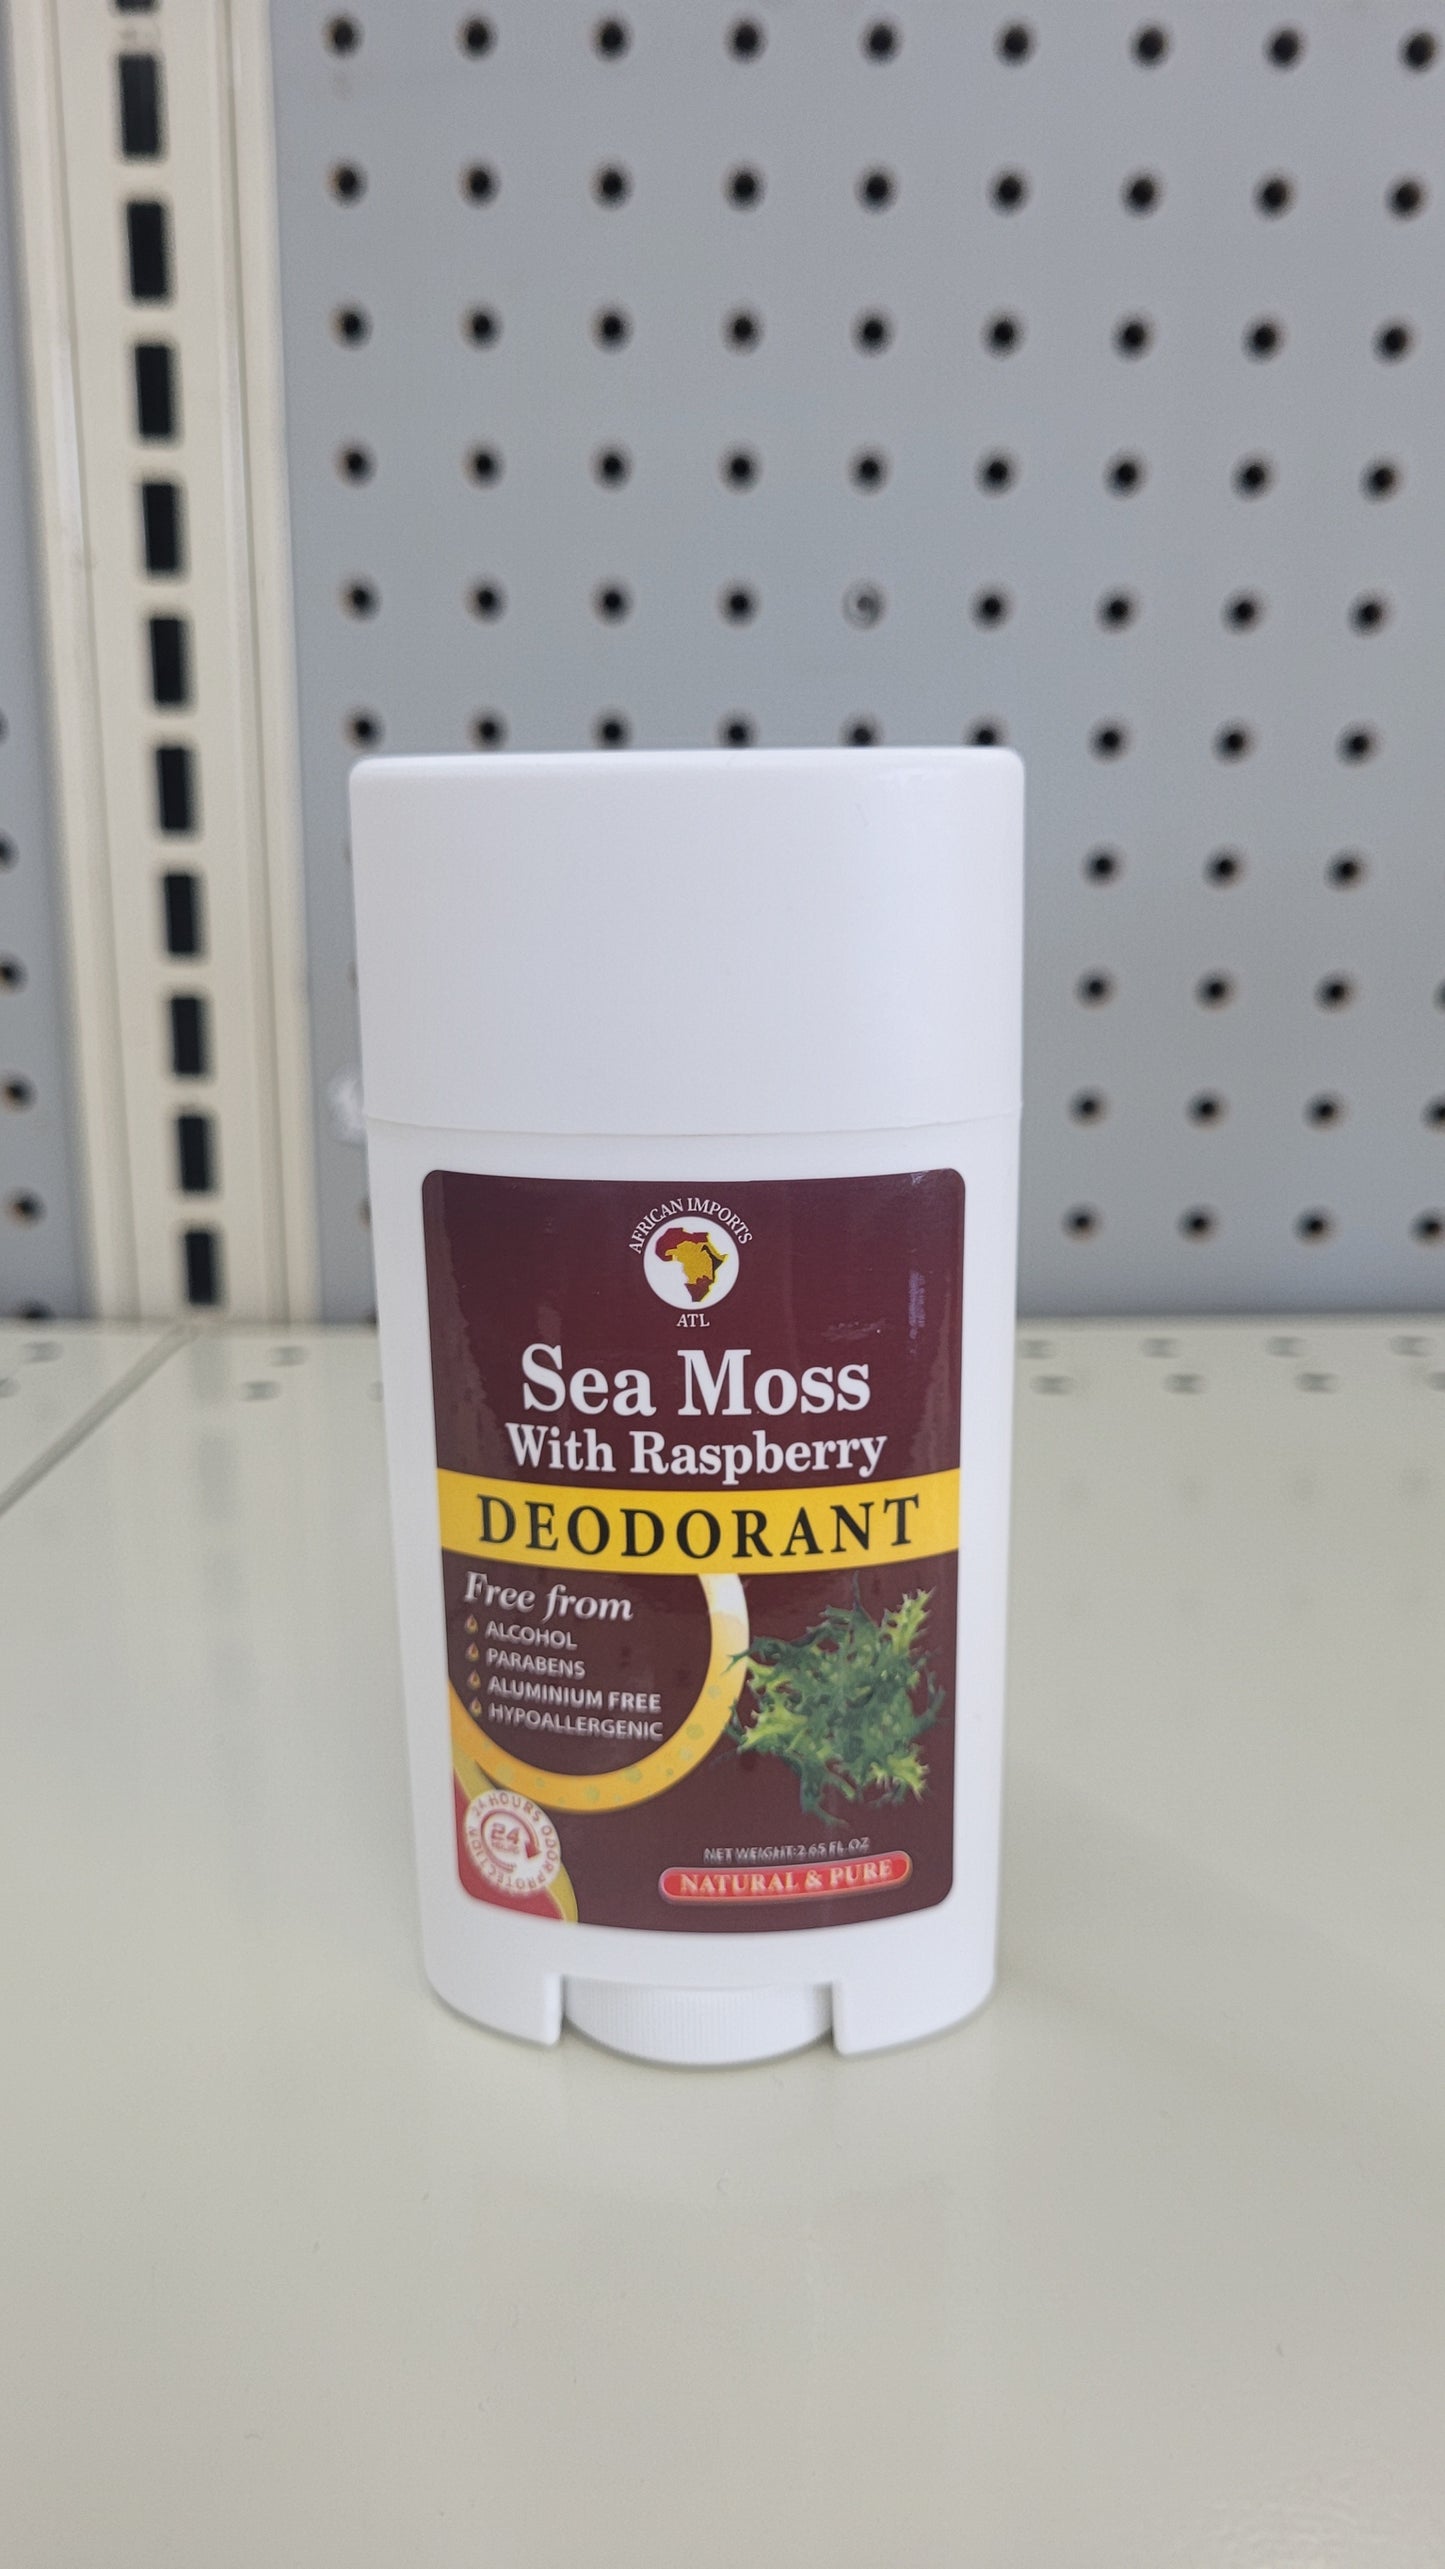 AFRICAN IMPORTS
ATL
Sea Moss
With Raspberry
DEODORANT
Free from
ALCOHOL
PARABENS
ALUMINIUM FREE
HYPOALLERGENIC
24 HOURS ODOR PROTECTION
24
NET WEIGHT:2.65 FL OZ
NATURAL & PURE